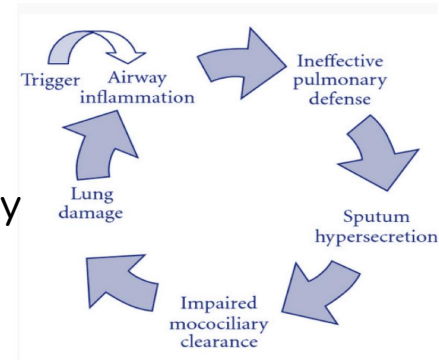 Trigger
Airway
inflammation
Ineffective
pulmonary
defense
Sputum
hypersecretion
Impaired
mocociliary
clearance
Lung
damage
y